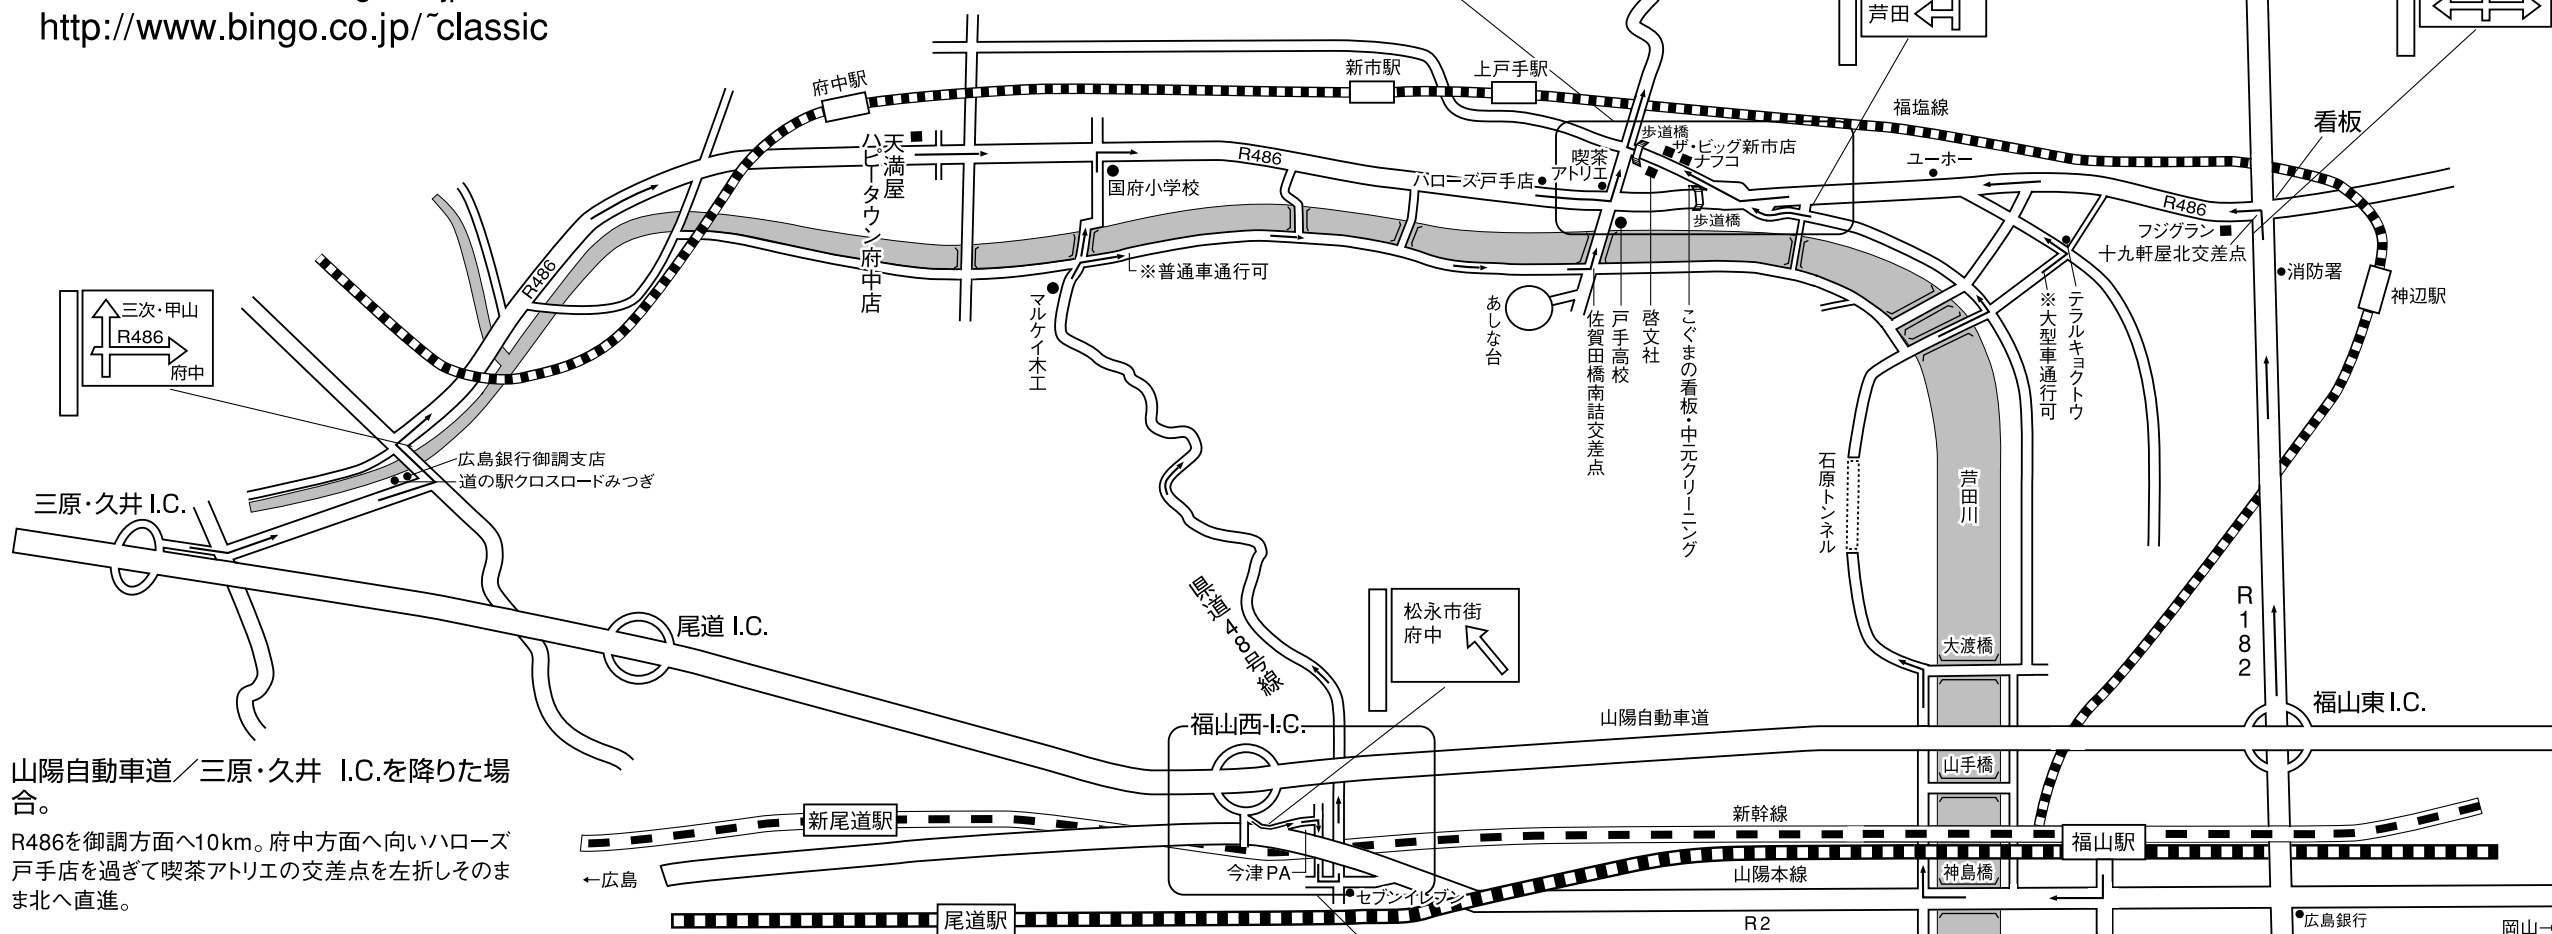 http://www.bingo.co.jp/~classic
芦田
府中駅
新市駅
上戸手駅
福塩線
看板
天満屋
ハピータウン府中店
R486
国府小学校
ハローズ戸手店
喫茶
アトリエ
歩道橋
ザ・ビッグ新市店
ナフコ
歩道橋
ユーホー
R486
フジグラン
十九軒屋北交差点
消防署
神辺駅
※普通車通行可
マルケイ木工
R486
三次・甲山
R486
府中
あしな台
佐賀田橋南詰交差点
戸手高校
啓文社
こぐまの看板・中元クリーニング
※大型車通行可
テラルキョクトウ
石原トンネル
芦田川
広島銀行御調支店
道の駅クロスロードみつぎ
三原・久井 I.C.
尾道 I.C.
県道48号線
松永市街
府中
大渡橋
R182
福山西 I.C.
山陽自動車道
福山東 I.C.
山手橋
山陽自動車道／三原・久井 I.C.を降りた場
合。
R486を御調方面へ10km。府中方面へ向いハローズ
戸手店を過ぎて喫茶アトリエの交差点を左折しそのま
ま北へ直進。
新尾道駅
新幹線
福山駅
←広島
今津PA
山陽本線
神島橋
セブンイレブン
尾道駅
R2
広島銀行
岡山→